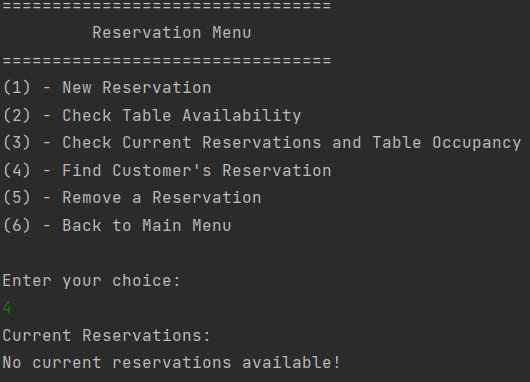 =================================
Reservation Menu
=================================
(1) - New Reservation
(2) - Check Table Availability
(3) - Check Current Reservations and Table Occupancy
(4) - Find Customer's Reservation
(5) - Remove a Reservation
(6) - Back to Main Menu
Enter your choice:
4
Current Reservations:
No current reservations available!